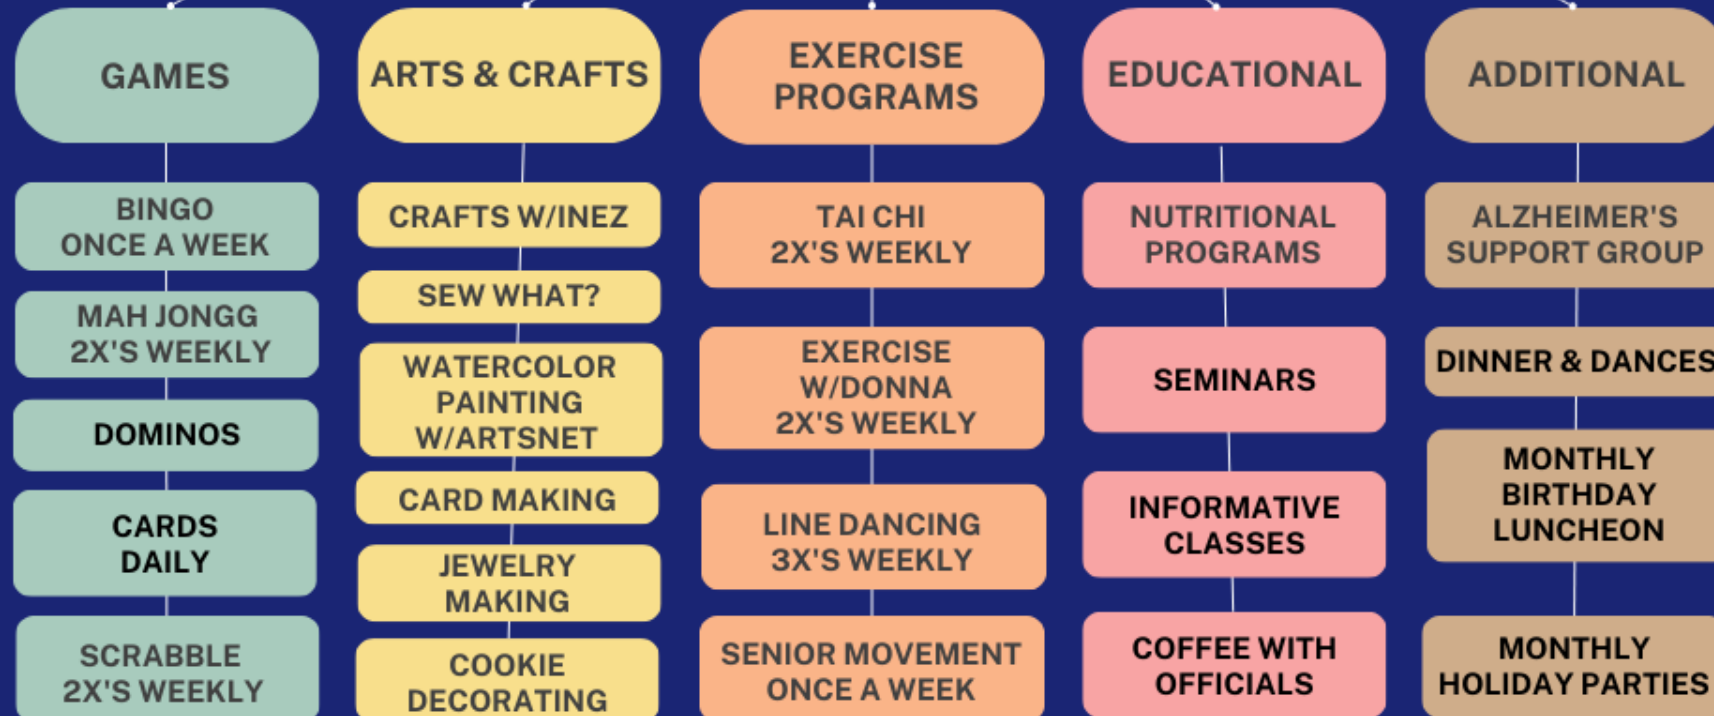 GAMES
BINGO
ONCE A WEEK
MAH JONGG
2X'S WEEKLY
DOMINOS
CARDS
DAILY
SCRABBLE
2X'S WEEKLY
ARTS & CRAFTS
CRAFTS W/INEZ
SEW WHAT?
WATERCOLOR
PAINTING
W/ARTSNET
CARD MAKING
JEWELRY
MAKING
COOKIE
DECORATING
EXERCISE
PROGRAMS
TAI CHI
2X'S WEEKLY
EXERCISE
W/DONNA
2X'S WEEKLY
LINE DANCING
3X'S WEEKLY
SENIOR MOVEMENT
ONCE A WEEK
EDUCATIONAL
NUTRITIONAL
PROGRAMS
SEMINARS
INFORMATIVE
CLASSES
COFFEE WITH
OFFICIALS
ADDITIONAL
ALZHEIMER'S
SUPPORT GROUP
DINNER & DANCES
MONTHLY
BIRTHDAY
LUNCHEON
MONTHLY
HOLIDAY PARTIES